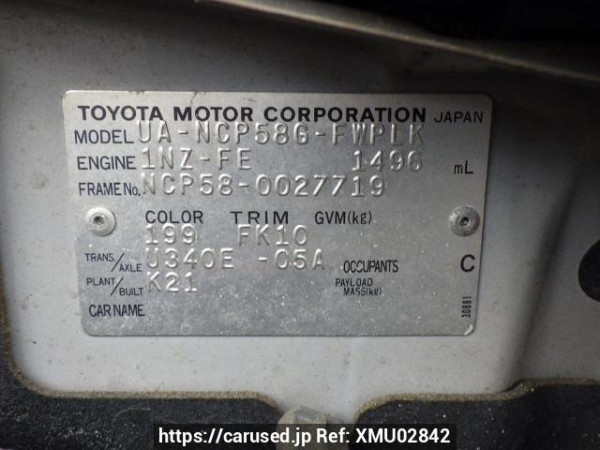 TOYOTA MOTOR CORPORATION JAPAN
MODEL UA-NCP58G-FWPLK
ENGINE 1NZ-FE 1496 mL
FRAME No. NCP58-0027719
COLOR TRIM GVM(kg)
199 FK10
TRANS/AXLE U340E -05A OCCUPANTS C
PLANT/BUILT K21 PAYLOAD MASS(kg)
CAR NAME
30881
https://carused.jp Ref: XMU02842